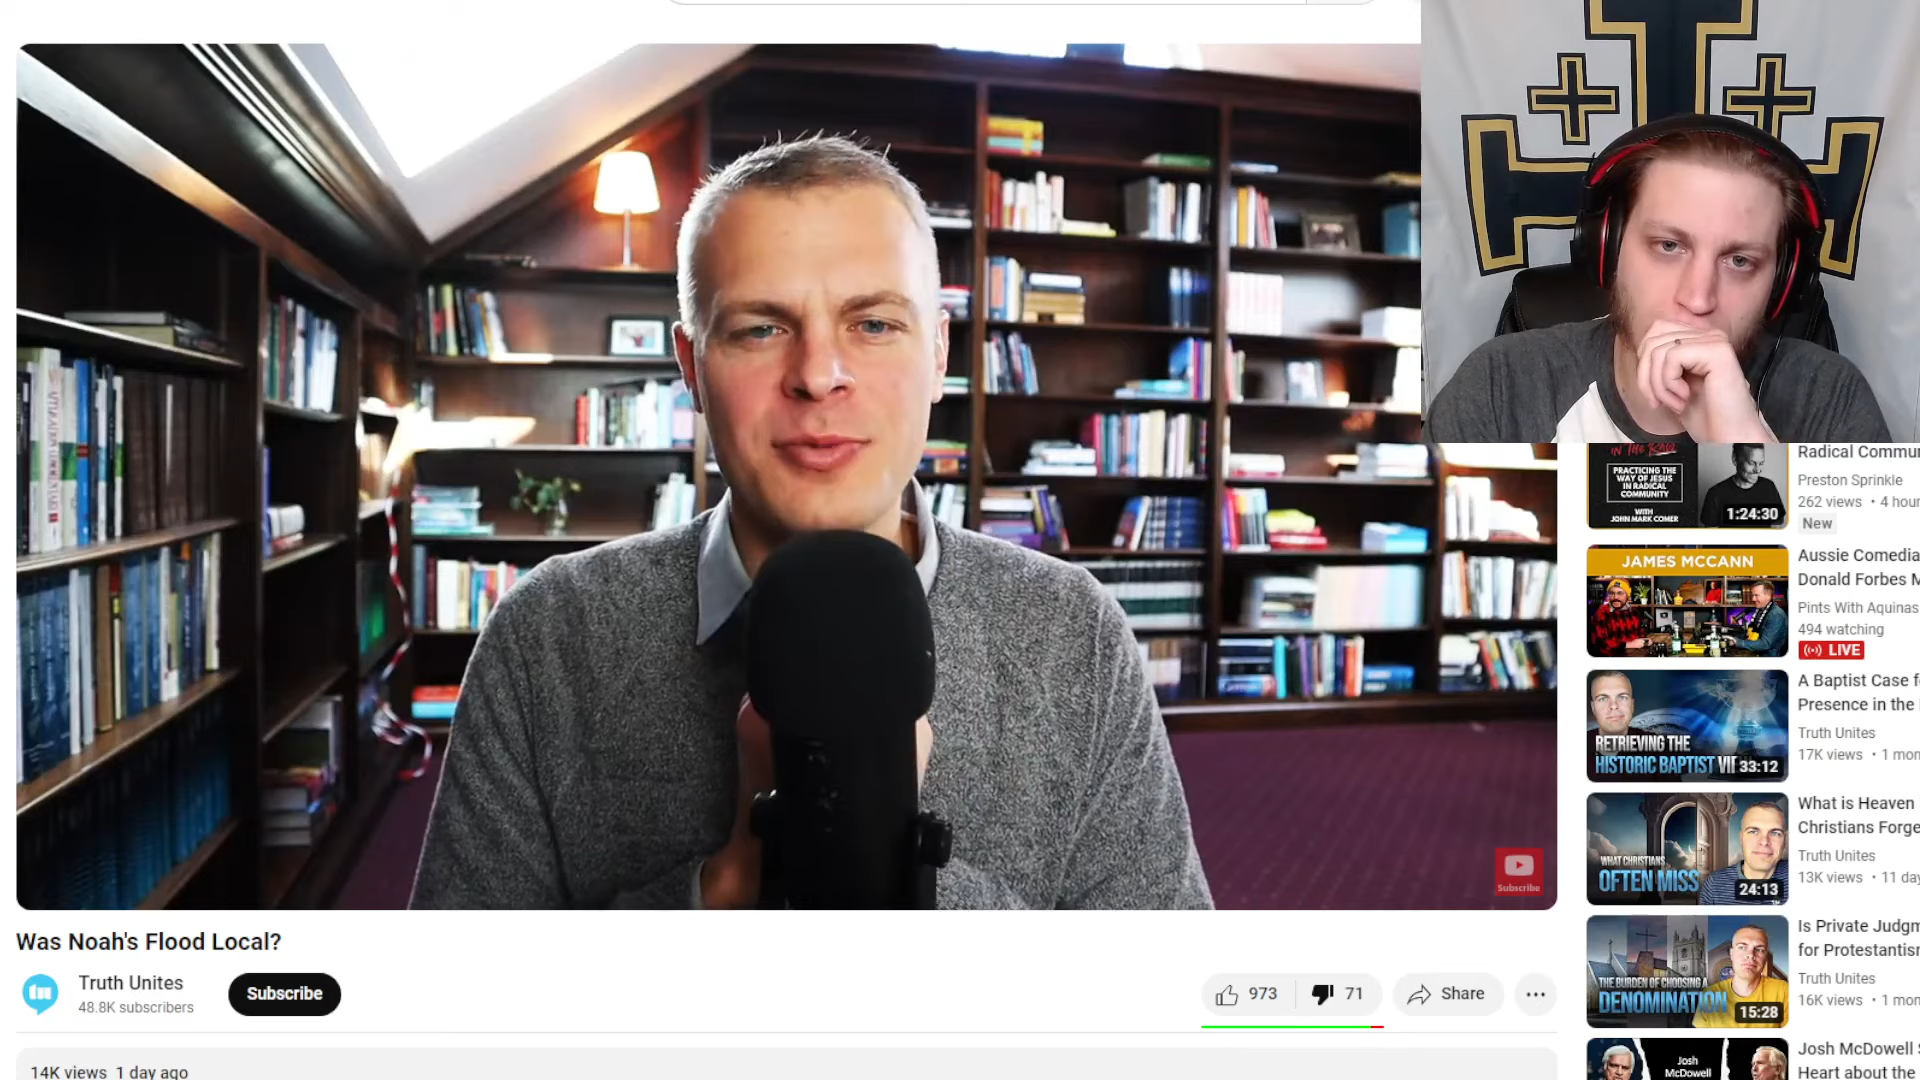 Subscribe
Was Noah's Flood Local?
Truth Unites
48.8K subscribers
Subscribe
973
71
Share
14K views 1 day ago
IN THE RAW
PRACTICING THE
WAY OF JESUS
IN RADICAL
COMMUNITY
WITH
JOHN MARK COMER
1:24:30
Radical Commu
Preston Sprinkle
262 views • 4 hour
New
JAMES MCCANN
Aussie Comedia
Donald Forbes M
Pints With Aquinas
494 watching
LIVE
RETRIEVING THE
HISTORIC BAPTIST VIE
33:12
A Baptist Case f
Presence in the
Truth Unites
17K views • 1 mon
WHAT CHRISTIANS
OFTEN MISS
24:13
What is Heaven
Christians Forge
Truth Unites
13K views • 11 day
THE BURDEN OF CHOOSING A
DENOMINATION
15:28
Is Private Judgm
for Protestantism
Truth Unites
16K views • 1 mon
Josh
McDowell
Josh McDowell S
Heart about the